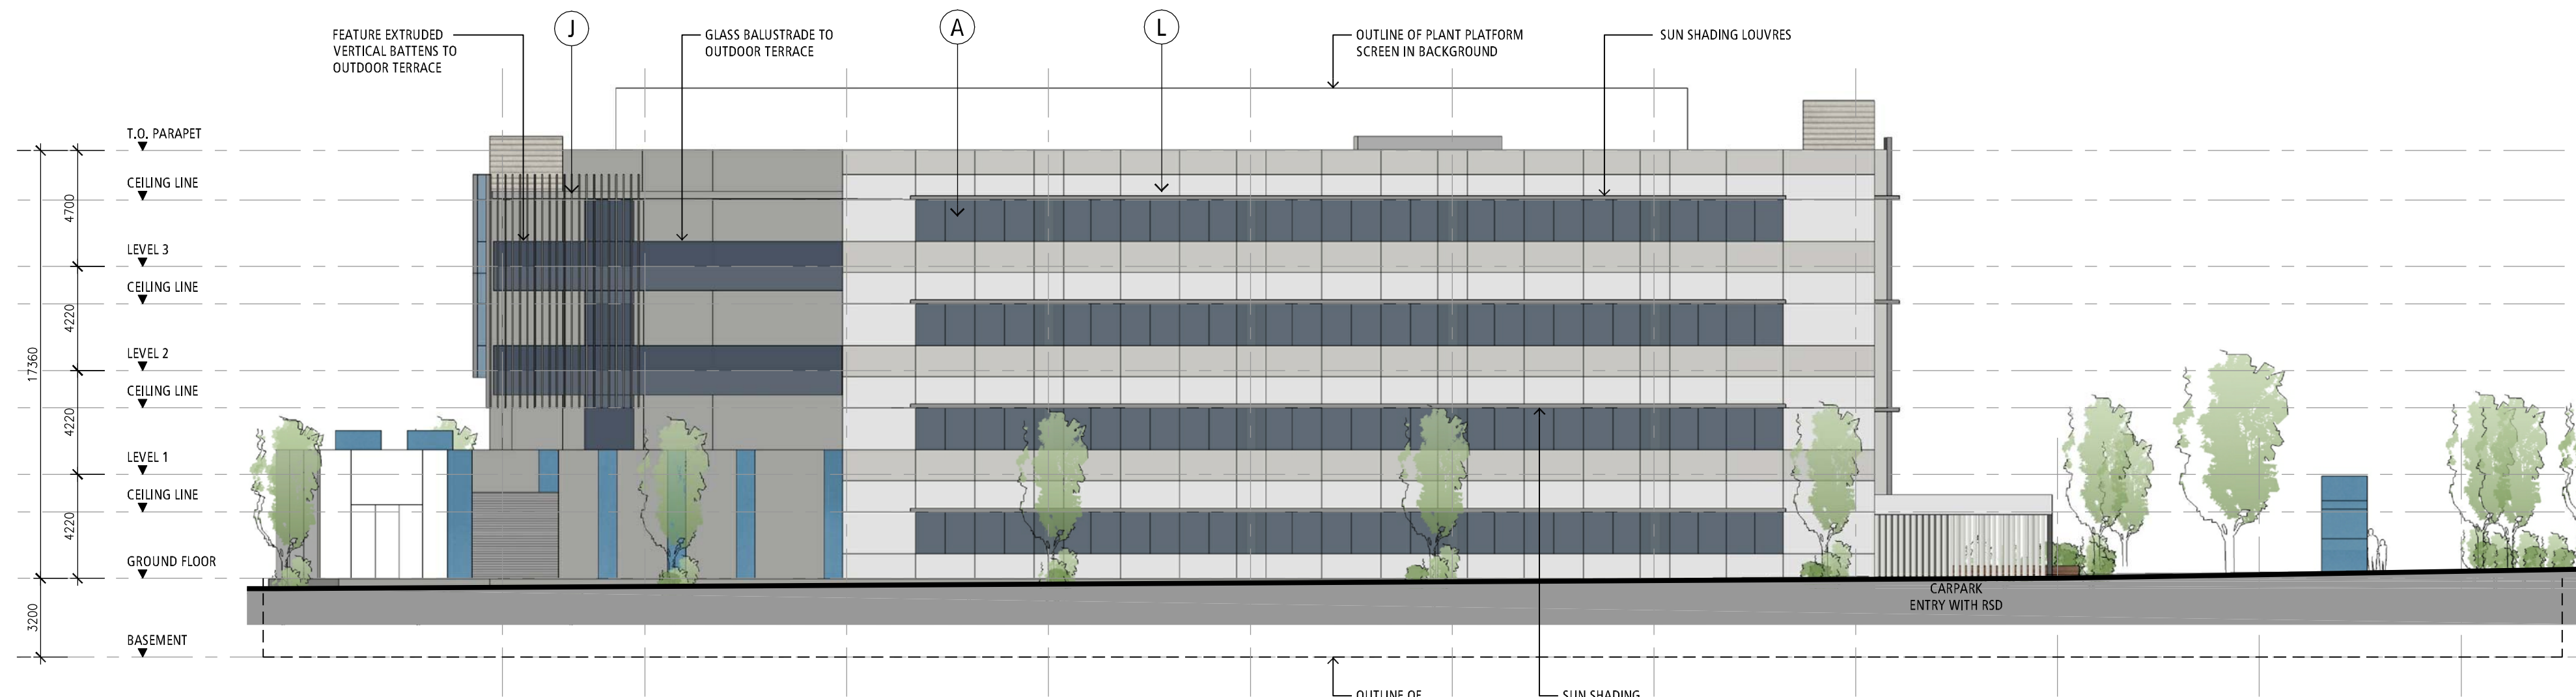 FEATURE EXTRUDED
VERTICAL BATTENS TO
OUTDOOR TERRACE
J
GLASS BALUSTRADE TO
OUTDOOR TERRACE
A
L
OUTLINE OF PLANT PLATFORM
SCREEN IN BACKGROUND
SUN SHADING LOUVRES
T.O. PARAPET
CEILING LINE
4700
LEVEL 3
CEILING LINE
4220
LEVEL 2
17360
CEILING LINE
4220
LEVEL 1
CEILING LINE
4220
GROUND FLOOR
3200
BASEMENT
CARPARK
ENTRY WITH RSD
OUTLINE OF
SUN SHADING